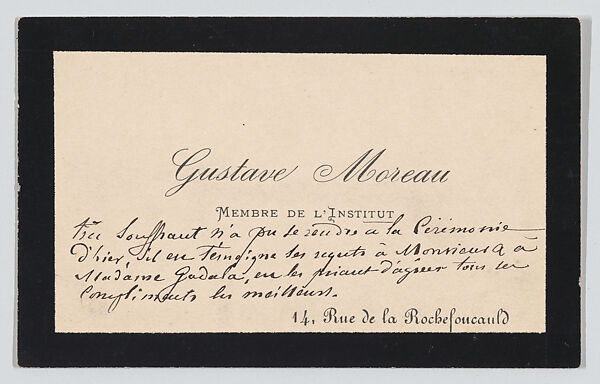 Gustave Moreau
MEMBRE DE L'INSTITUT
très souffrant n'a pu se rendre à la Cérémonie
d'hier, il en témoigne ses regrets à Monsieur & à
Madame Gadala, en les priant d'agréer tous ses
compliments les meilleurs.
14, Rue de la Rochefoucauld